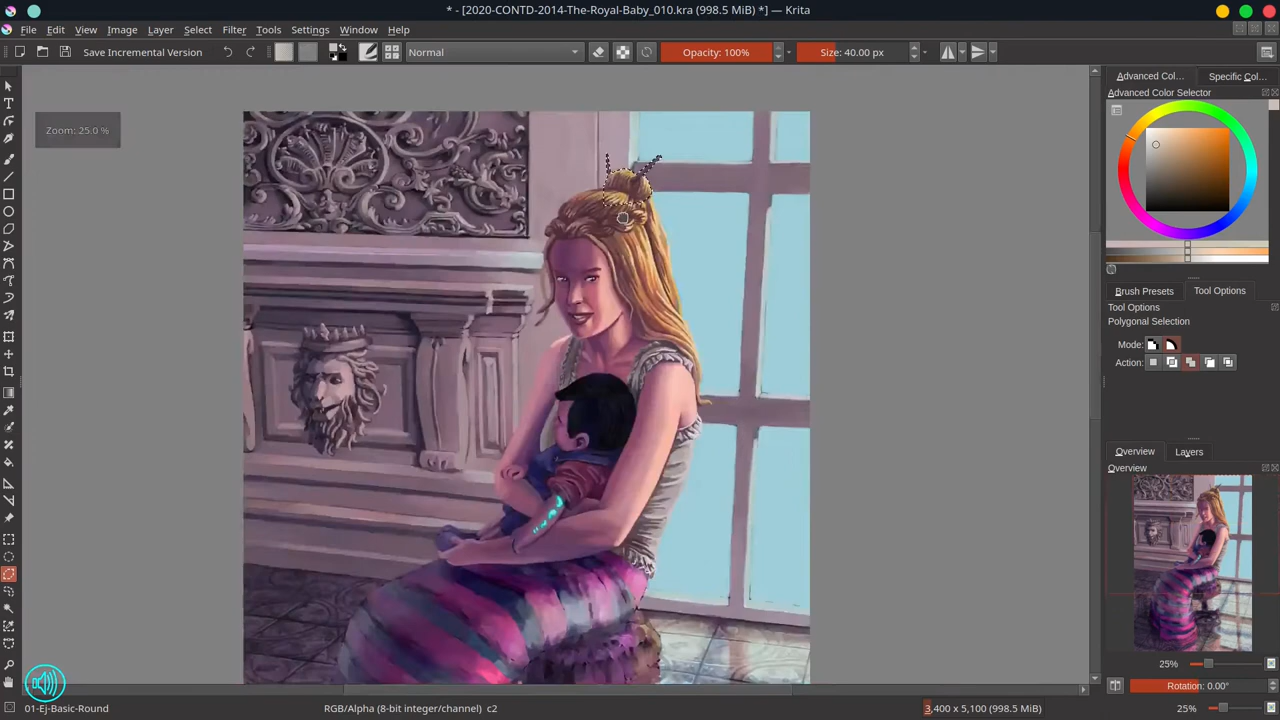 * - [2020-CONTD-2014-The-Royal-Baby_010.kra (998.5 MiB) *] — Krita
File Edit View Image Layer Select Filter Tools Settings Window Help
Save Incremental Version Normal Opacity: 100% Size: 40.00 px
Advanced Col... Specific Col...
Advanced Color Selector
Zoom: 25.0 %
Brush Presets Tool Options
Tool Options
Polygonal Selection
Mode:
Action:
Overview Layers
Overview
25%
Rotation: 0.00°
01-Ej-Basic-Round RGB/Alpha (8-bit integer/channel) c2 3,400 x 5,100 (998.5 MiB) 25%